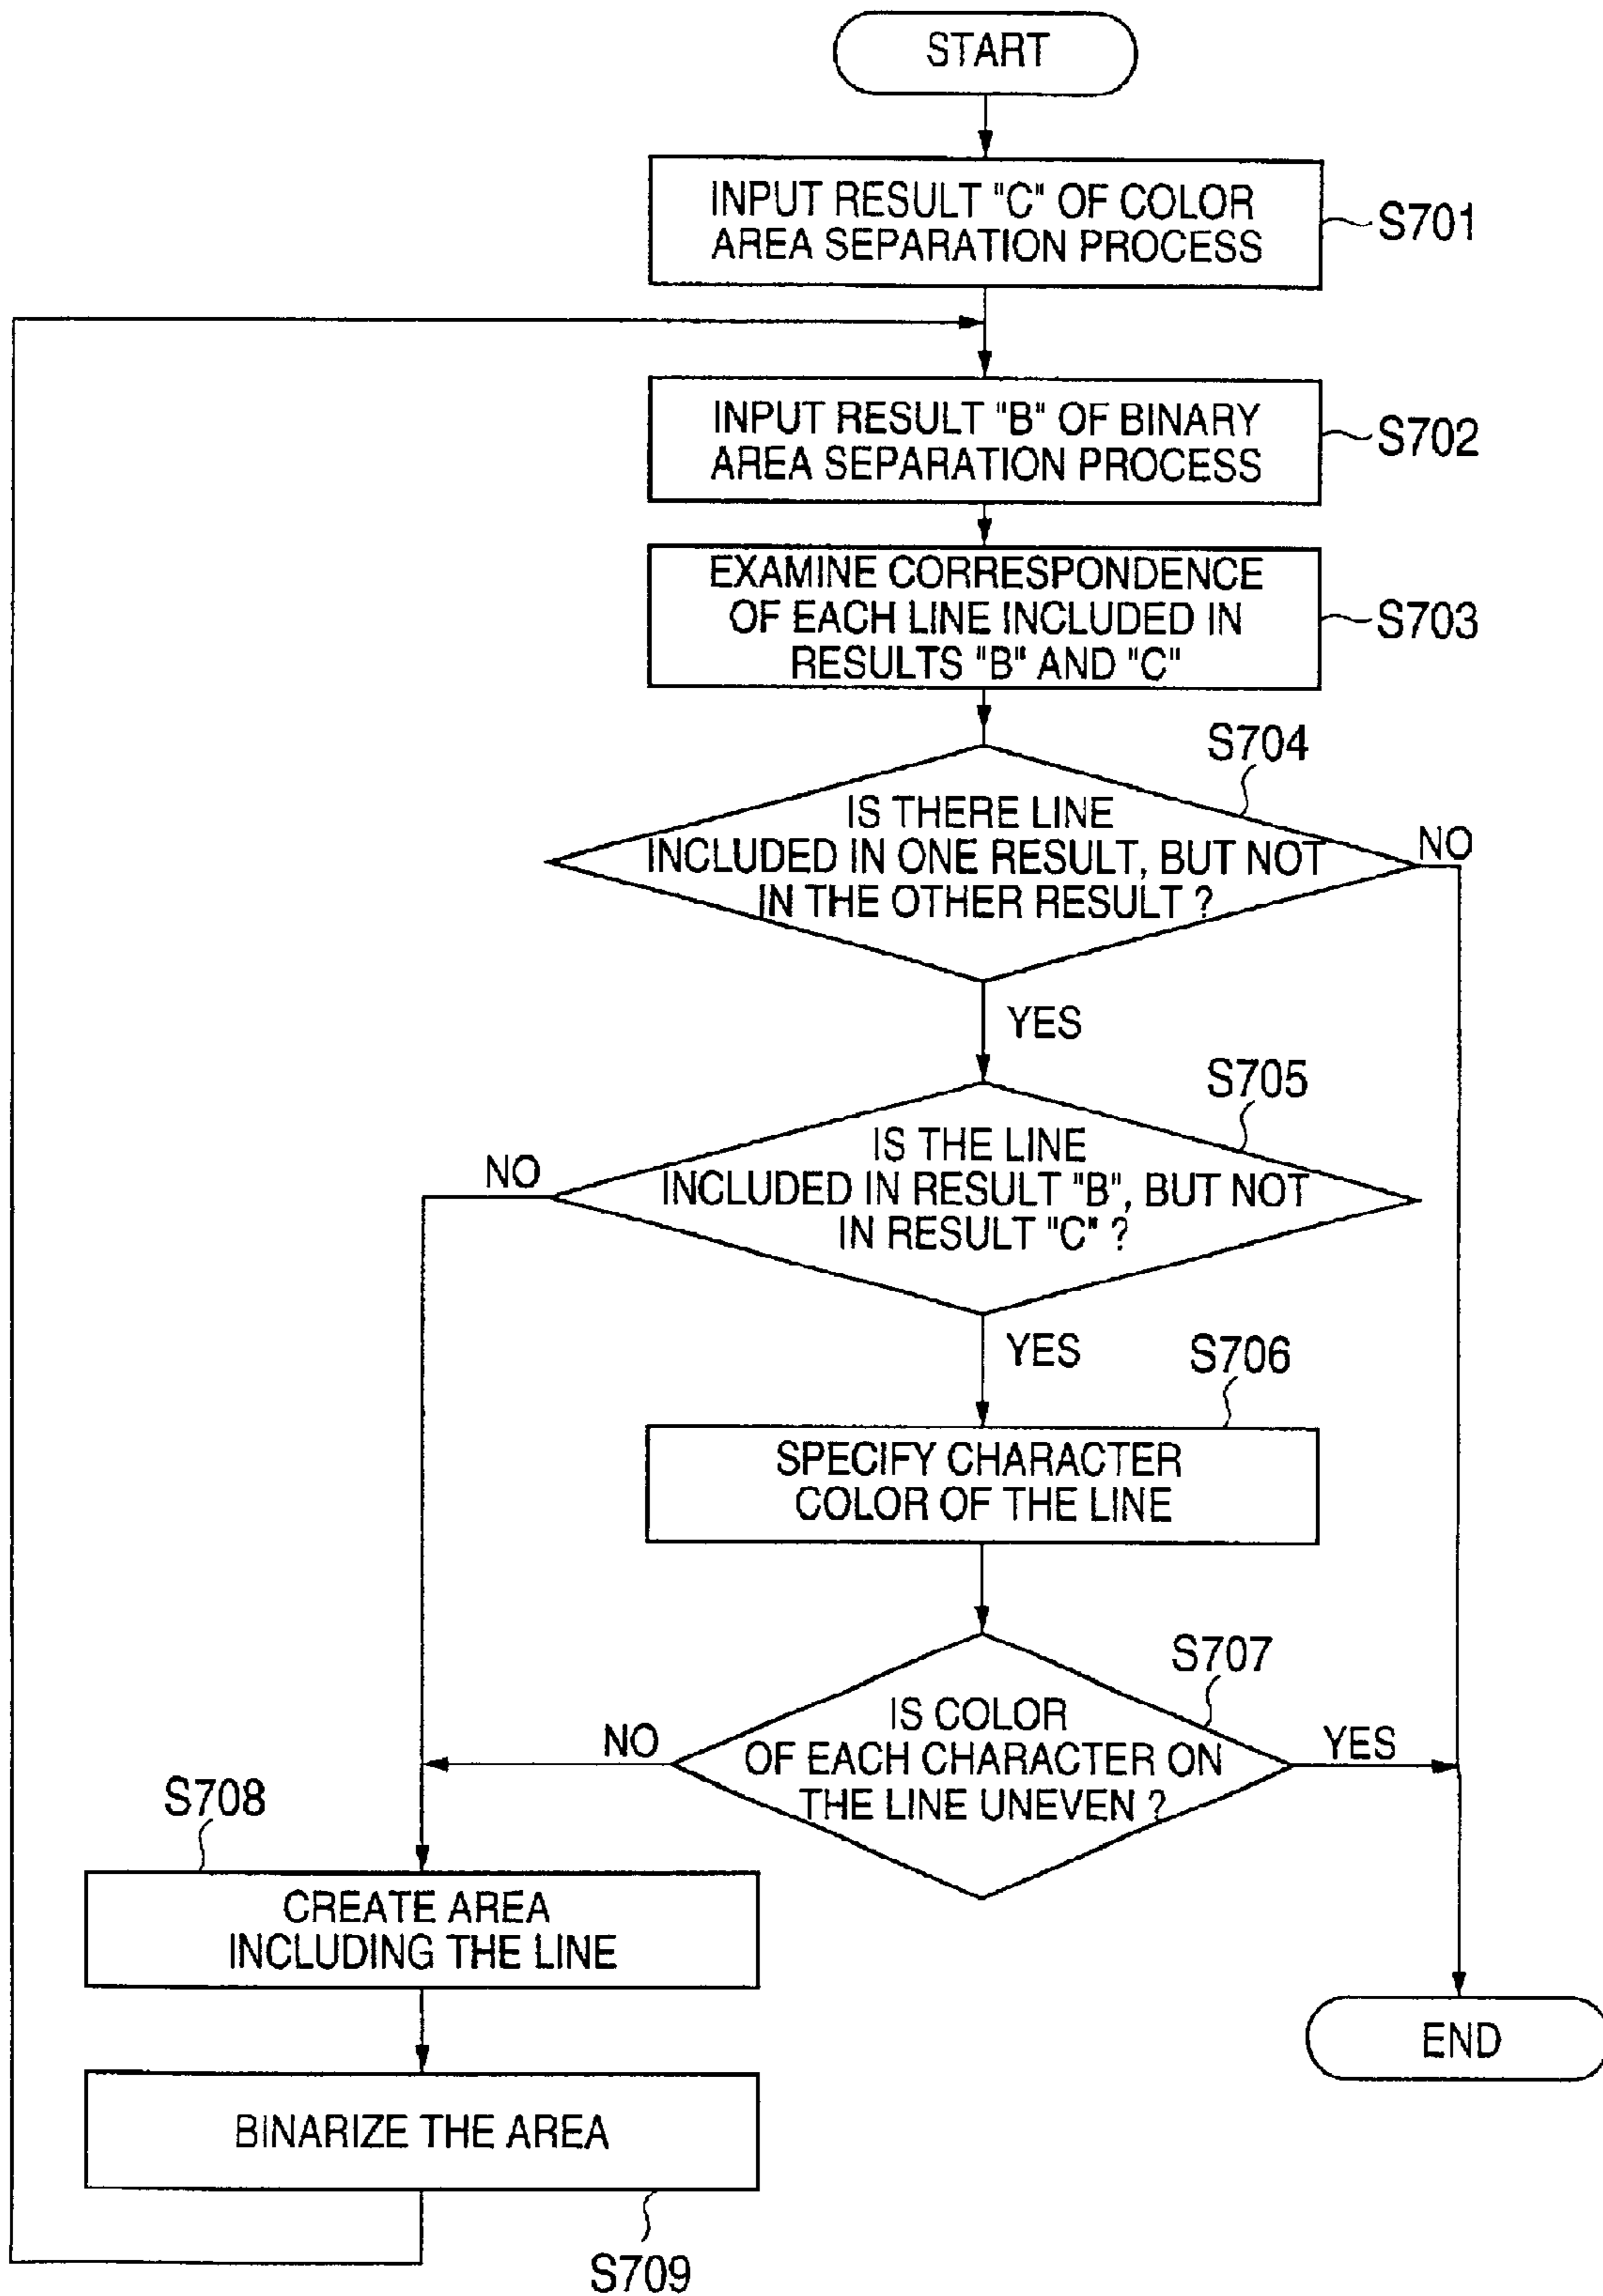 START
INPUT RESULT "C" OF COLOR
AREA SEPARATION PROCESS
S701
INPUT RESULT "B" OF BINARY
AREA SEPARATION PROCESS
S702
EXAMINE CORRESPONDENCE
OF EACH LINE INCLUDED IN
RESULTS "B" AND "C"
S703
S704
IS THERE LINE
INCLUDED IN ONE RESULT, BUT NOT
IN THE OTHER RESULT ?
NO
YES
S705
IS THE LINE
INCLUDED IN RESULT "B", BUT NOT
IN RESULT "C" ?
NO
YES
S706
SPECIFY CHARACTER
COLOR OF THE LINE
S707
IS COLOR
OF EACH CHARACTER ON
THE LINE UNEVEN ?
NO
YES
S708
CREATE AREA
INCLUDING THE LINE
END
BINARIZE THE AREA
S709